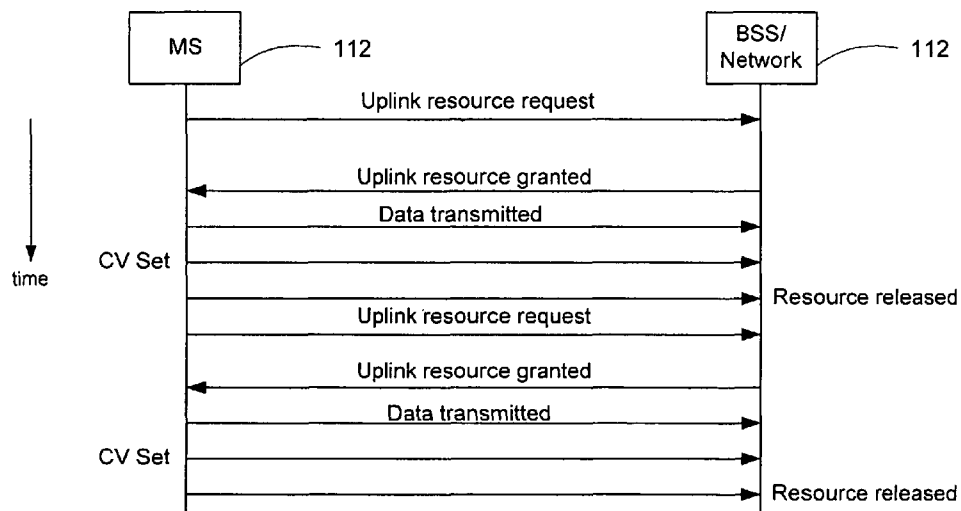 MS
112
BSS/
Network
112
Uplink resource request
Uplink resource granted
Data transmitted
CV Set
time
Resource released
Uplink resource request
Uplink resource granted
Data transmitted
CV Set
Resource released